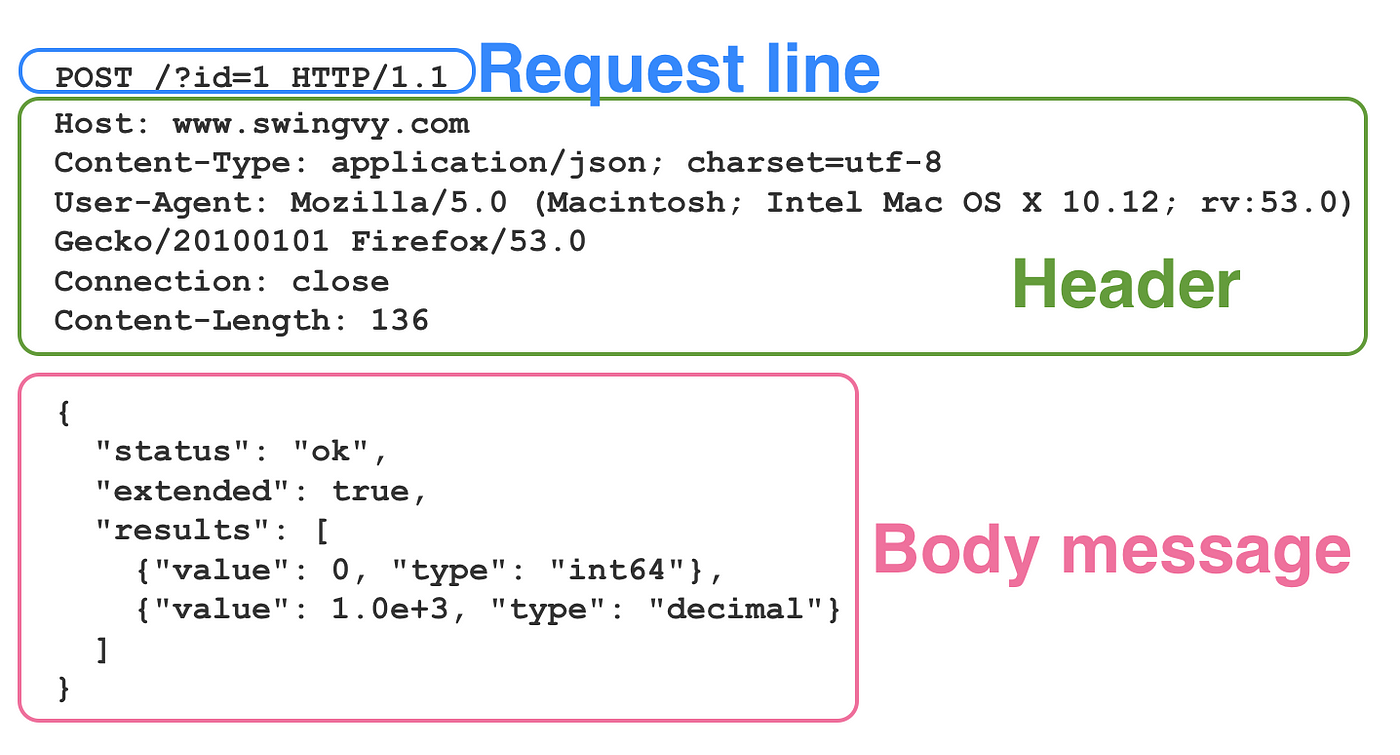 POST /?id=1 HTTP/1.1 Request line
Host: www.swingvy.com
Content-Type: application/json; charset=utf-8
User-Agent: Mozilla/5.0 (Macintosh; Intel Mac OS X 10.12; rv:53.0)
Gecko/20100101 Firefox/53.0
Connection: close
Content-Length: 136
Header
{
  "status": "ok",
  "extended": true,
  "results": [
    {"value": 0, "type": "int64"},
    {"value": 1.0e+3, "type": "decimal"}
  ]
}
Body message